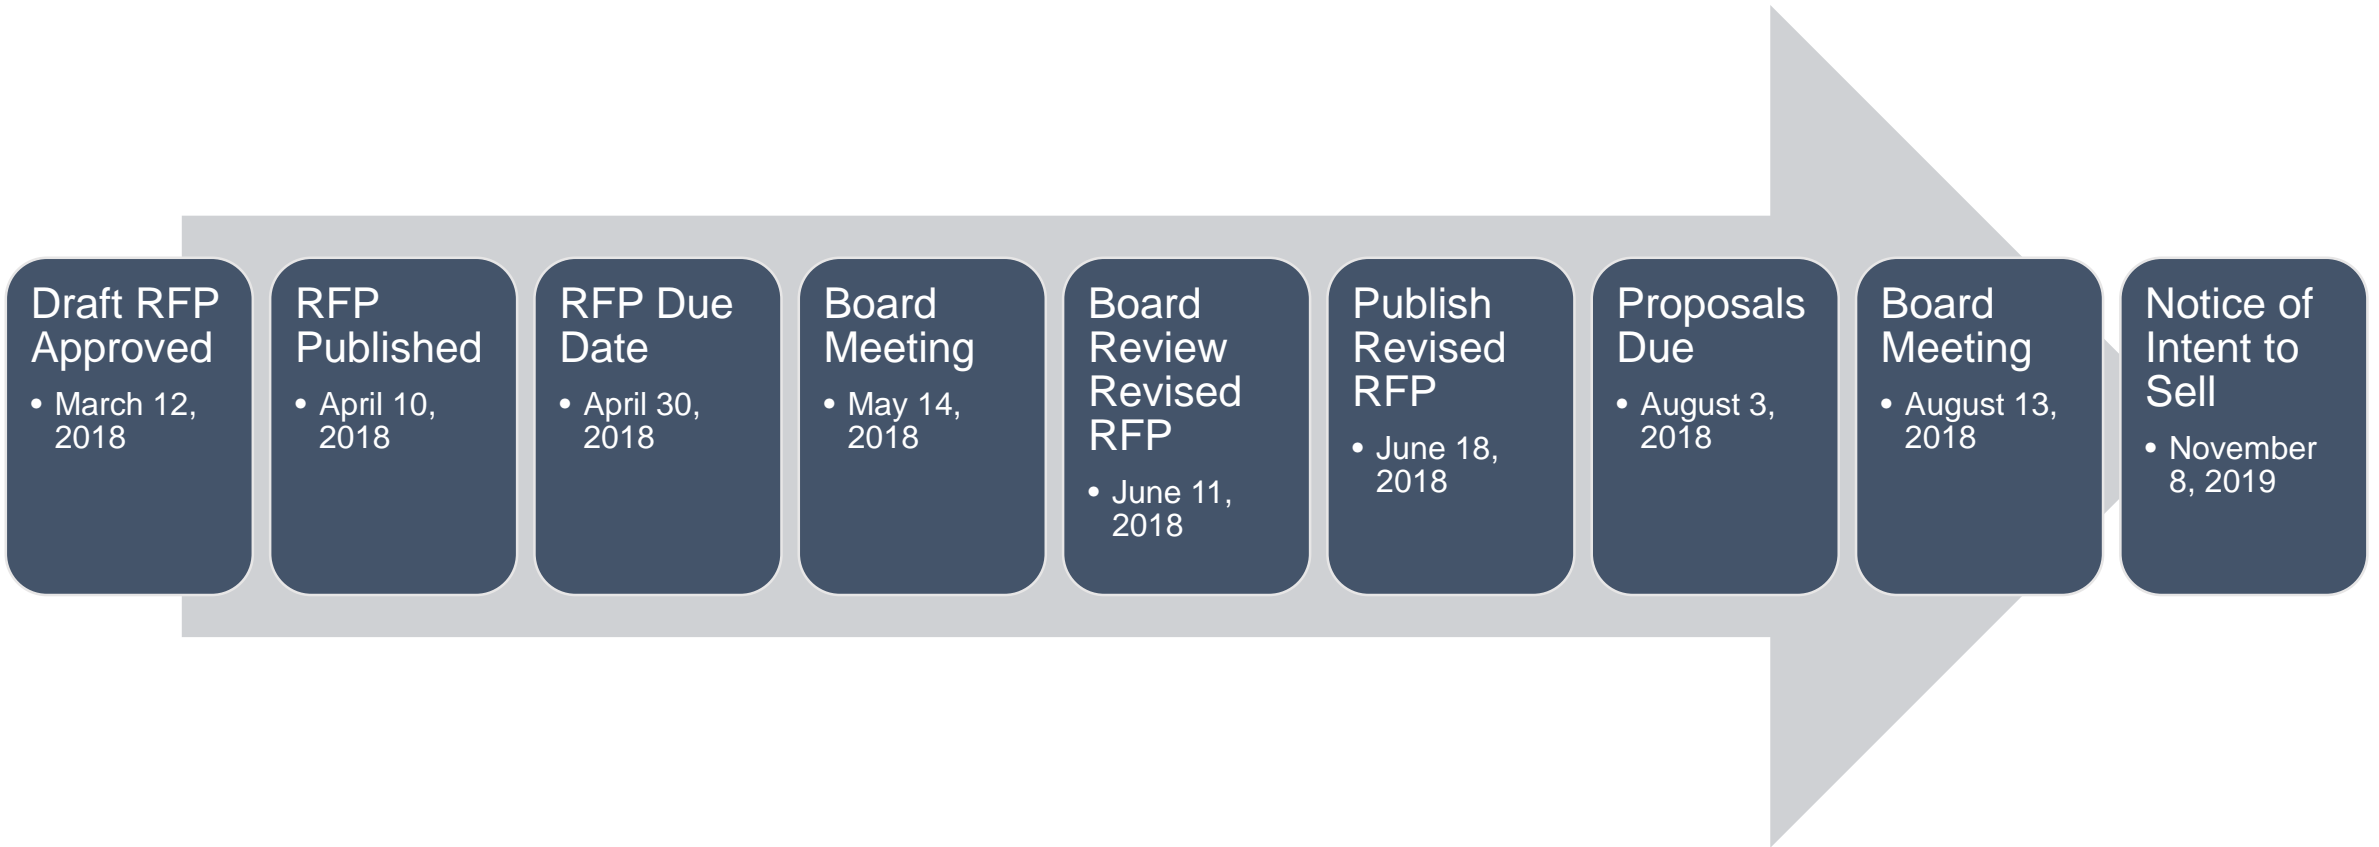 Draft RFP
Approved
• March 12,
2018
RFP
Published
• April 10,
2018
RFP Due
Date
• April 30,
2018
Board
Meeting
• May 14,
2018
Board
Review
Revised
RFP
• June 11,
2018
Publish
Revised
RFP
• June 18,
2018
Proposals
Due
• August 3,
2018
Board
Meeting
• August 13,
2018
Notice of
Intent to
Sell
• November
8, 2019